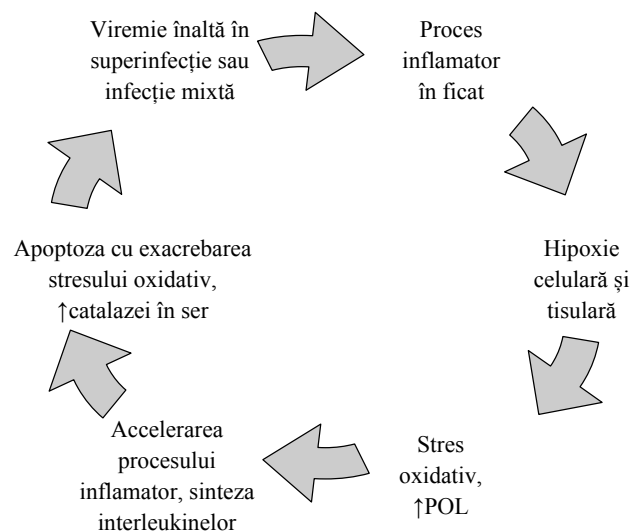 Viremie înaltă în
superinfecție sau
infecție mixtă
Proces
inflamator
în ficat
Hipoxie
celulară și
tisulară
Stres
oxidativ,
↑POL
Accelerarea
procesului
inflamator, sinteza
interleukinelor
Apoptoza cu exacrebarea
stresului oxidativ,
↑catalazei în ser